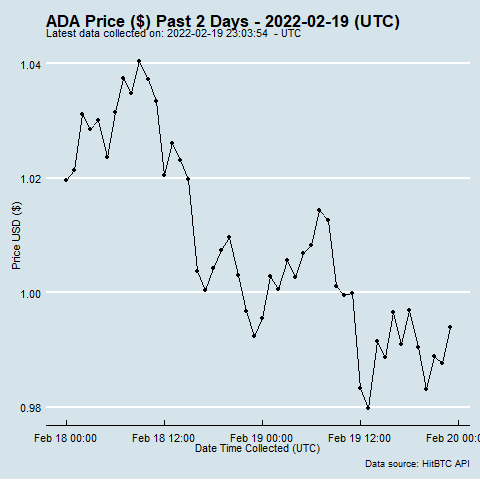 ADA Price ($) Past 2 Days - 2022-02-19 (UTC)
Latest data collected on: 2022-02-19 23:03:54  - UTC
1.04
1.02
1.00
0.98
Price USD ($)
Feb 18 00:00 Feb 18 12:00 Feb 19 00:00 Feb 19 12:00 Feb 20 00:0
Date Time Collected (UTC)
Data source: HitBTC API